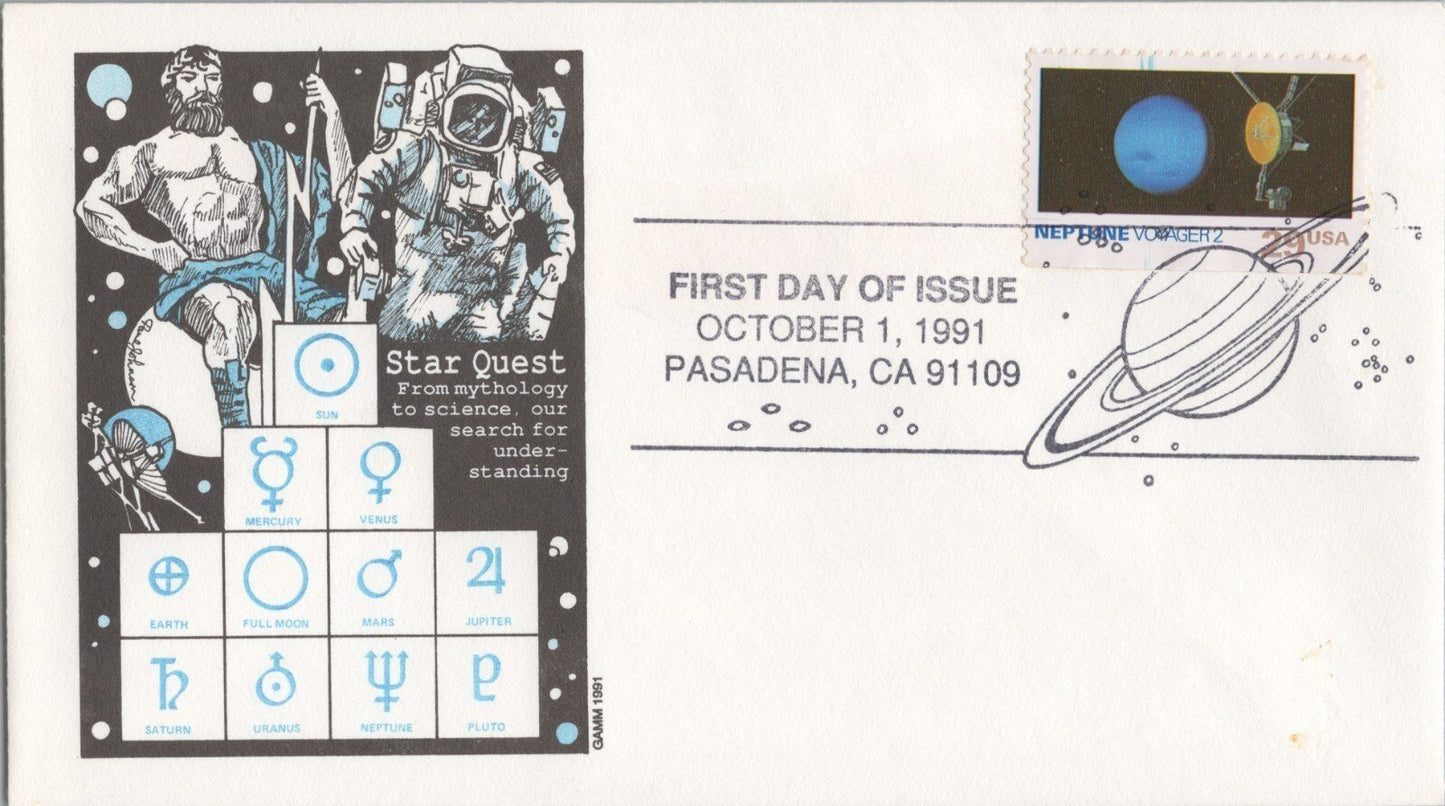 Star Quest
From mythology
to science, our
search for
under-
standing
SUN
MERCURY VENUS
EARTH FULL MOON MARS JUPITER
SATURN URANUS NEPTUNE PLUTO
GAMM 1991
NEPTUNE VOYAGER 2 29 USA
FIRST DAY OF ISSUE
OCTOBER 1, 1991
PASADENA, CA 91109